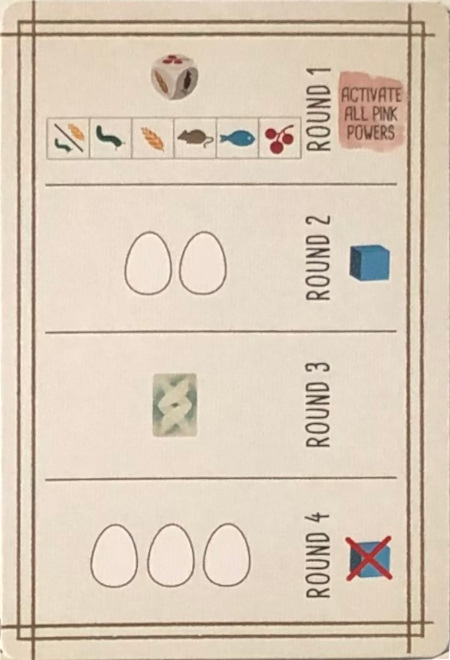 ROUND 1
ACTIVATE
ALL PINK
POWERS
ROUND 2
ROUND 3
ROUND 4